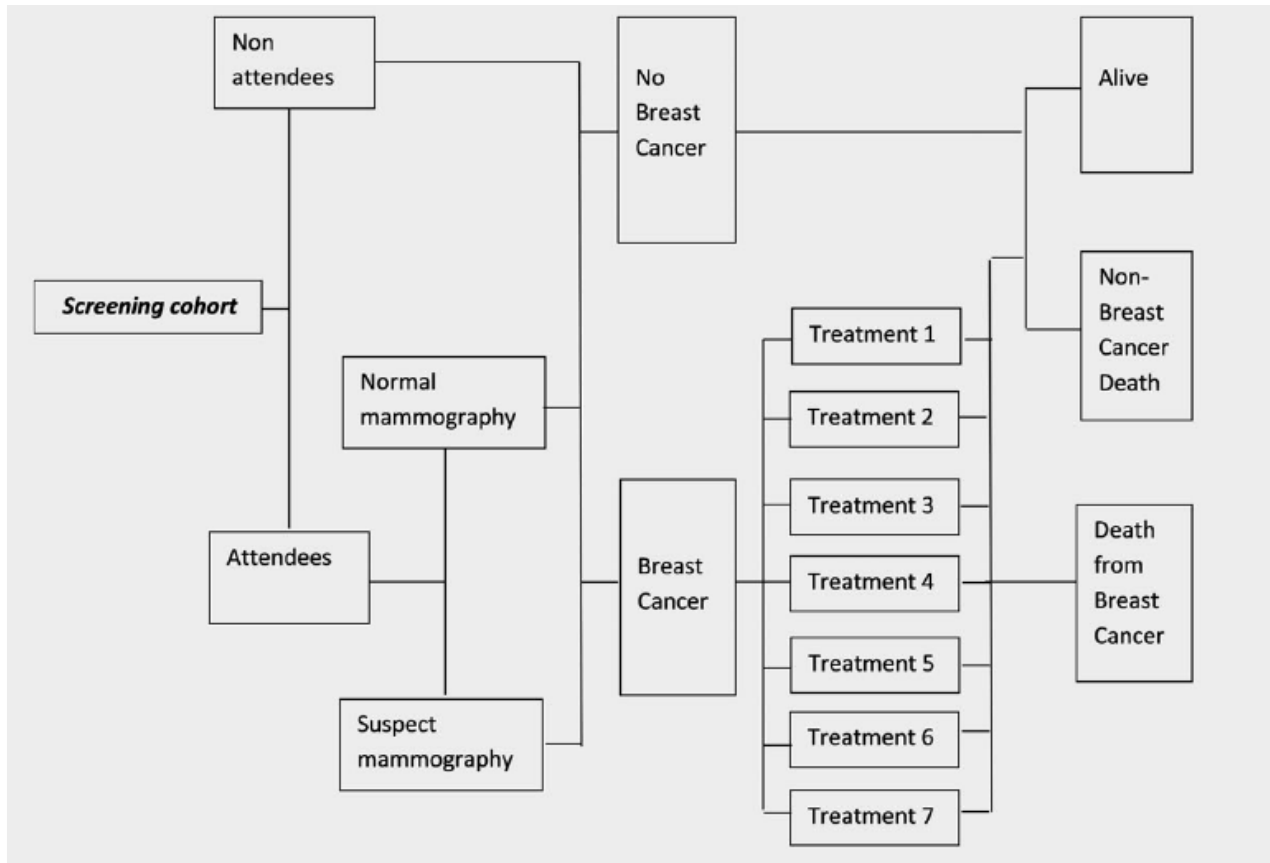 Non
attendees
No
Breast
Cancer
Alive
Screening cohort
Non-
Breast
Cancer
Death
Treatment 1
Normal
mammography
Treatment 2
Treatment 3
Attendees
Breast
Cancer
Treatment 4
Death
from
Breast
Cancer
Treatment 5
Suspect
mammography
Treatment 6
Treatment 7